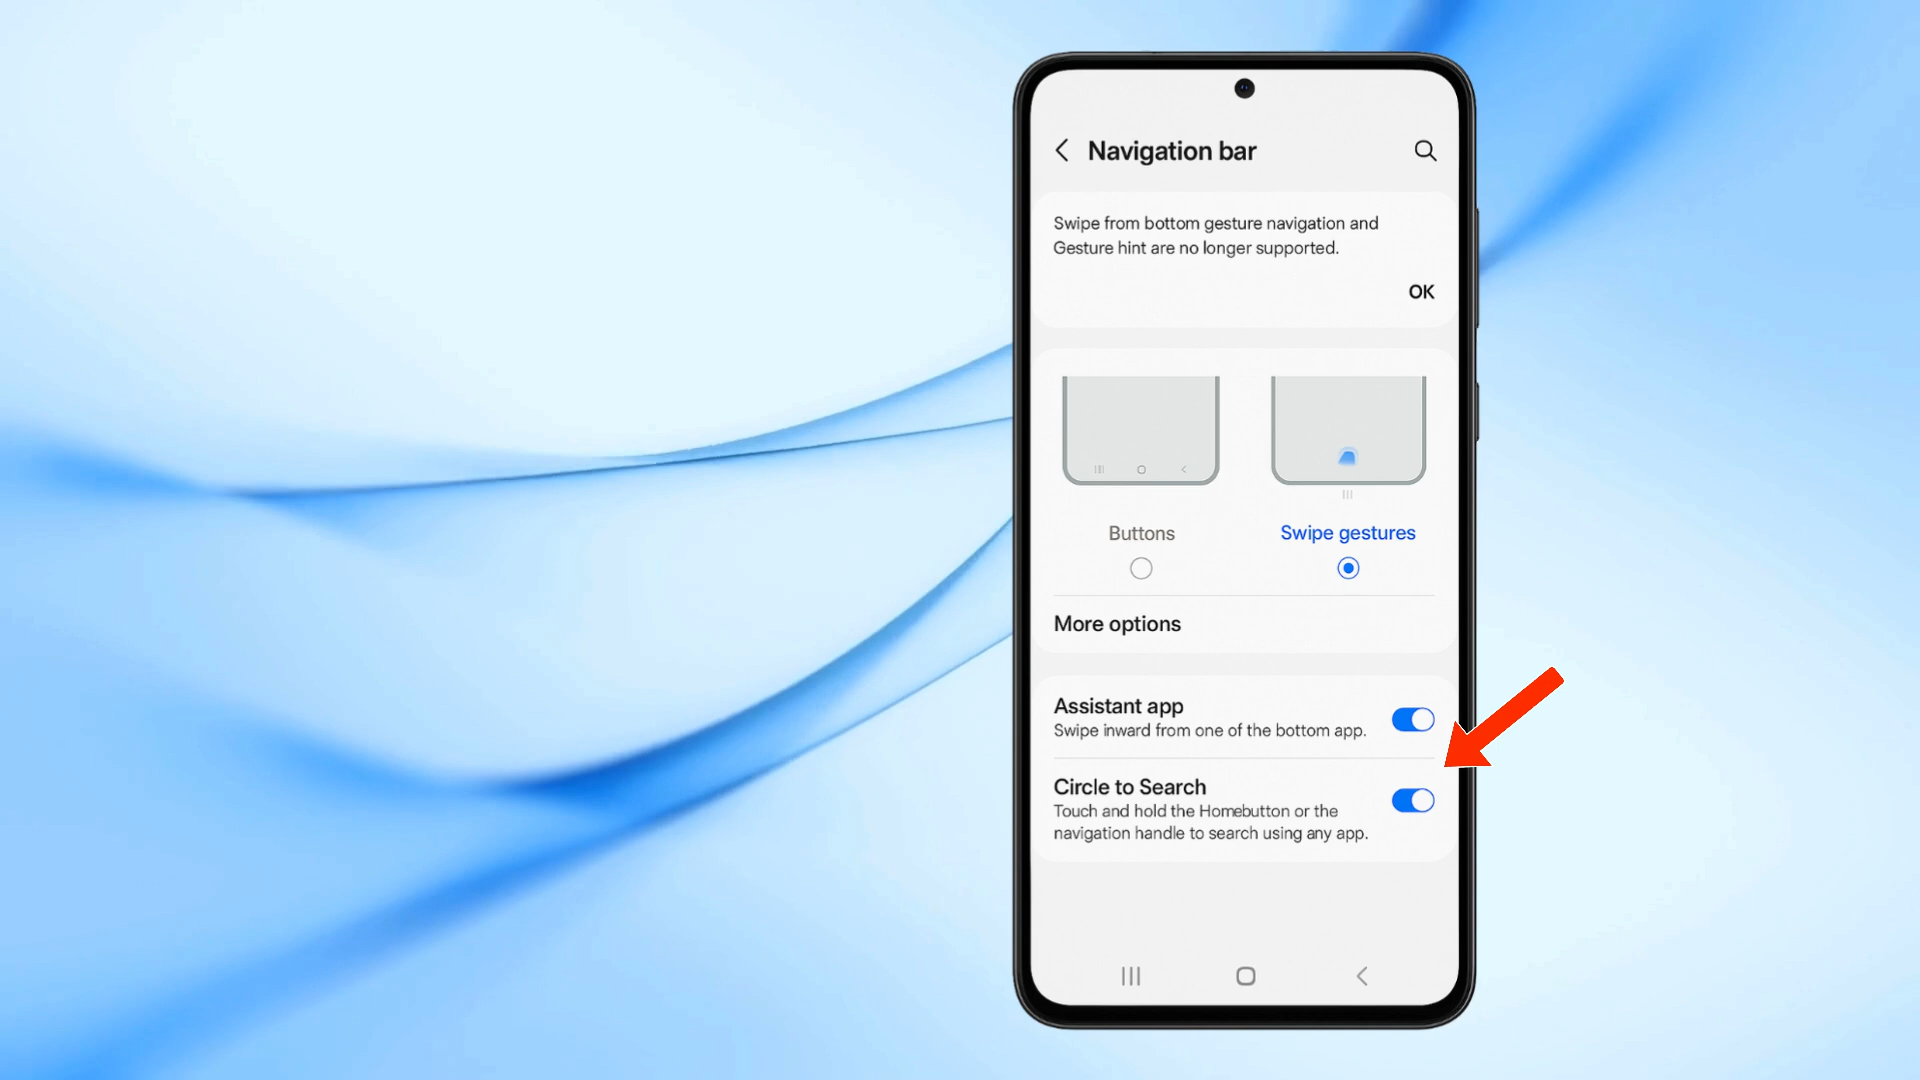 Navigation bar
Swipe from bottom gesture navigation and
Gesture hint are no longer supported.
OK
Buttons
Swipe gestures
More options
Assistant app
Swipe inward from one of the bottom app.
Circle to Search
Touch and hold the Homebutton or the
navigation handle to search using any app.